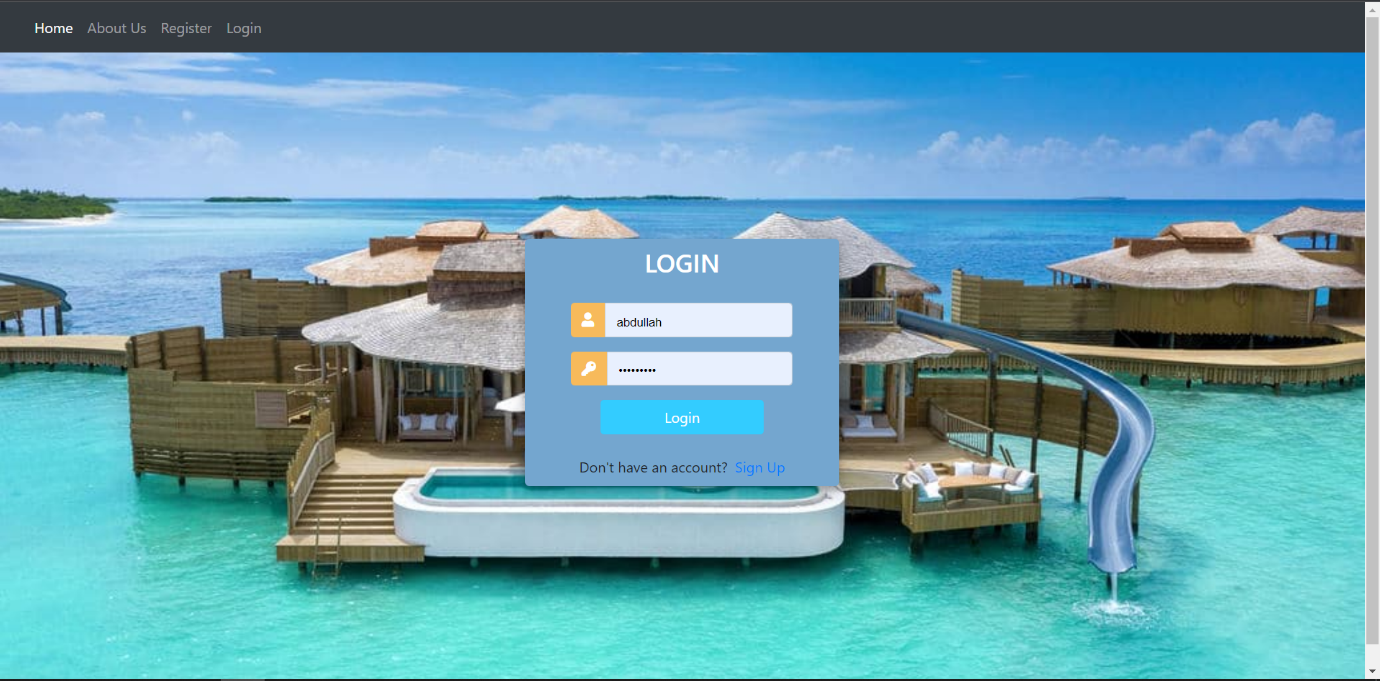 Home About Us Register Login
LOGIN
abdullah
•••••••••
Login
Don't have an account? Sign Up